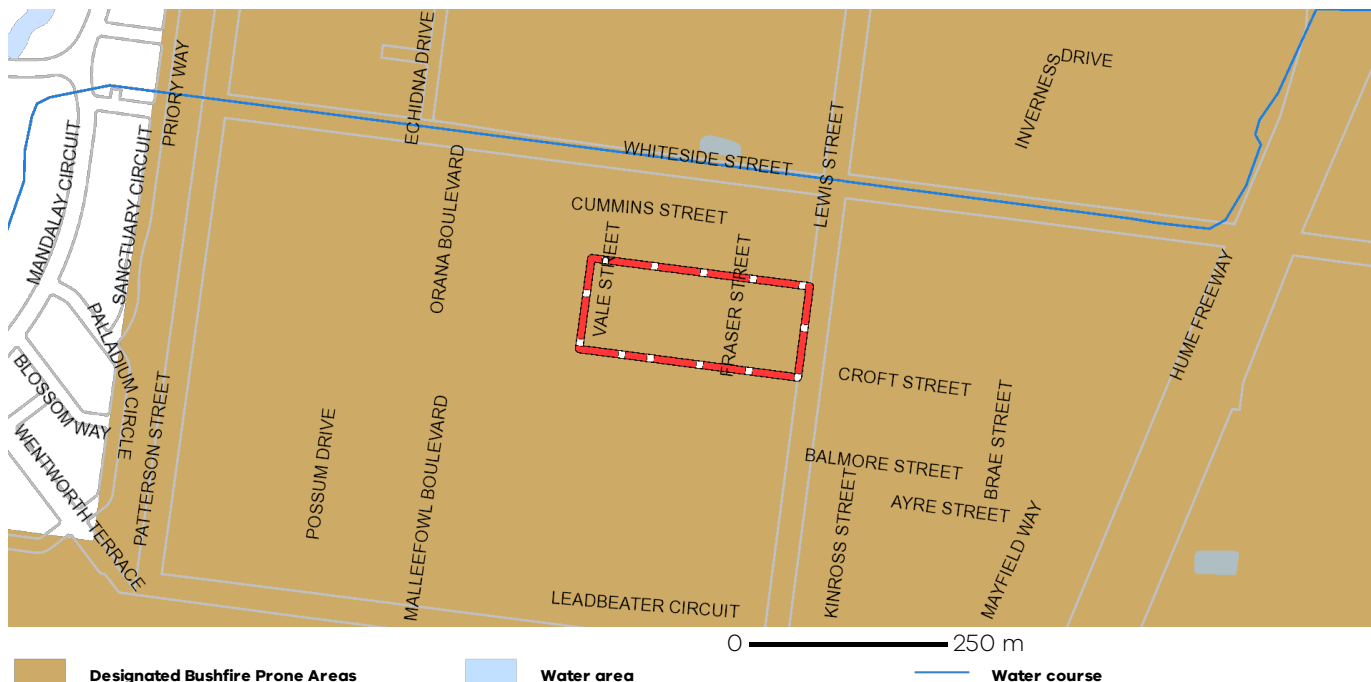 PRIORY WAY
ECHIDNA DRIVE
INVERNESS DRIVE
MANDALAY CIRCUIT
SANCTUARY CIRCUIT
ORANA BOULEVARD
WHITESIDE STREET
LEWIS STREET
CUMMINS STREET
VALE STREET
FRASER STREET
HUME FREEWAY
PALLADIUM CIRCLE
BLOSSOM WAY
WENTWORTH TERRACE
PATTERSON STREET
POSSUM DRIVE
MALLEEFOWL BOULEVARD
CROFT STREET
BRAE STREET
BALMORE STREET
AYRE STREET
KINROSS STREET
MAYFIELD WAY
LEADBEATER CIRCUIT
0 250 m
Designated Bushfire Prone Areas
Water area
Water course